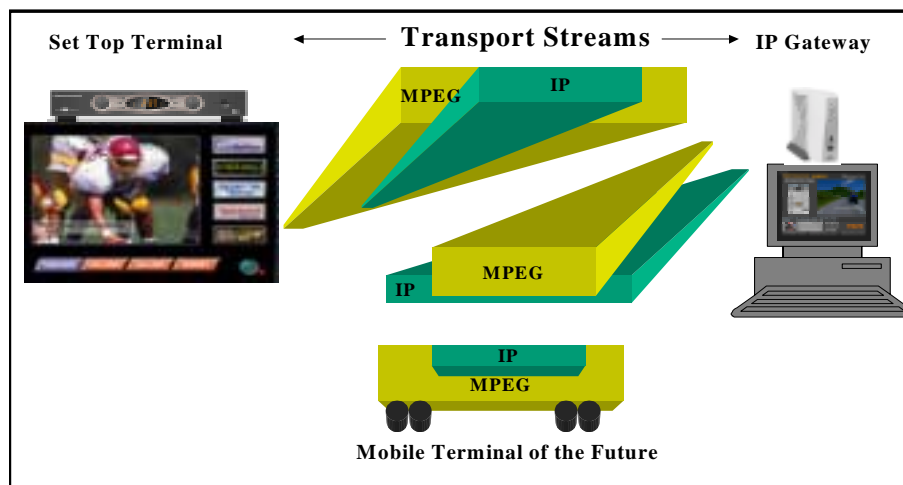 Set Top Terminal
Transport Streams
IP Gateway
MPEG
IP
MPEG
IP
IP
MPEG
Mobile Terminal of the Future